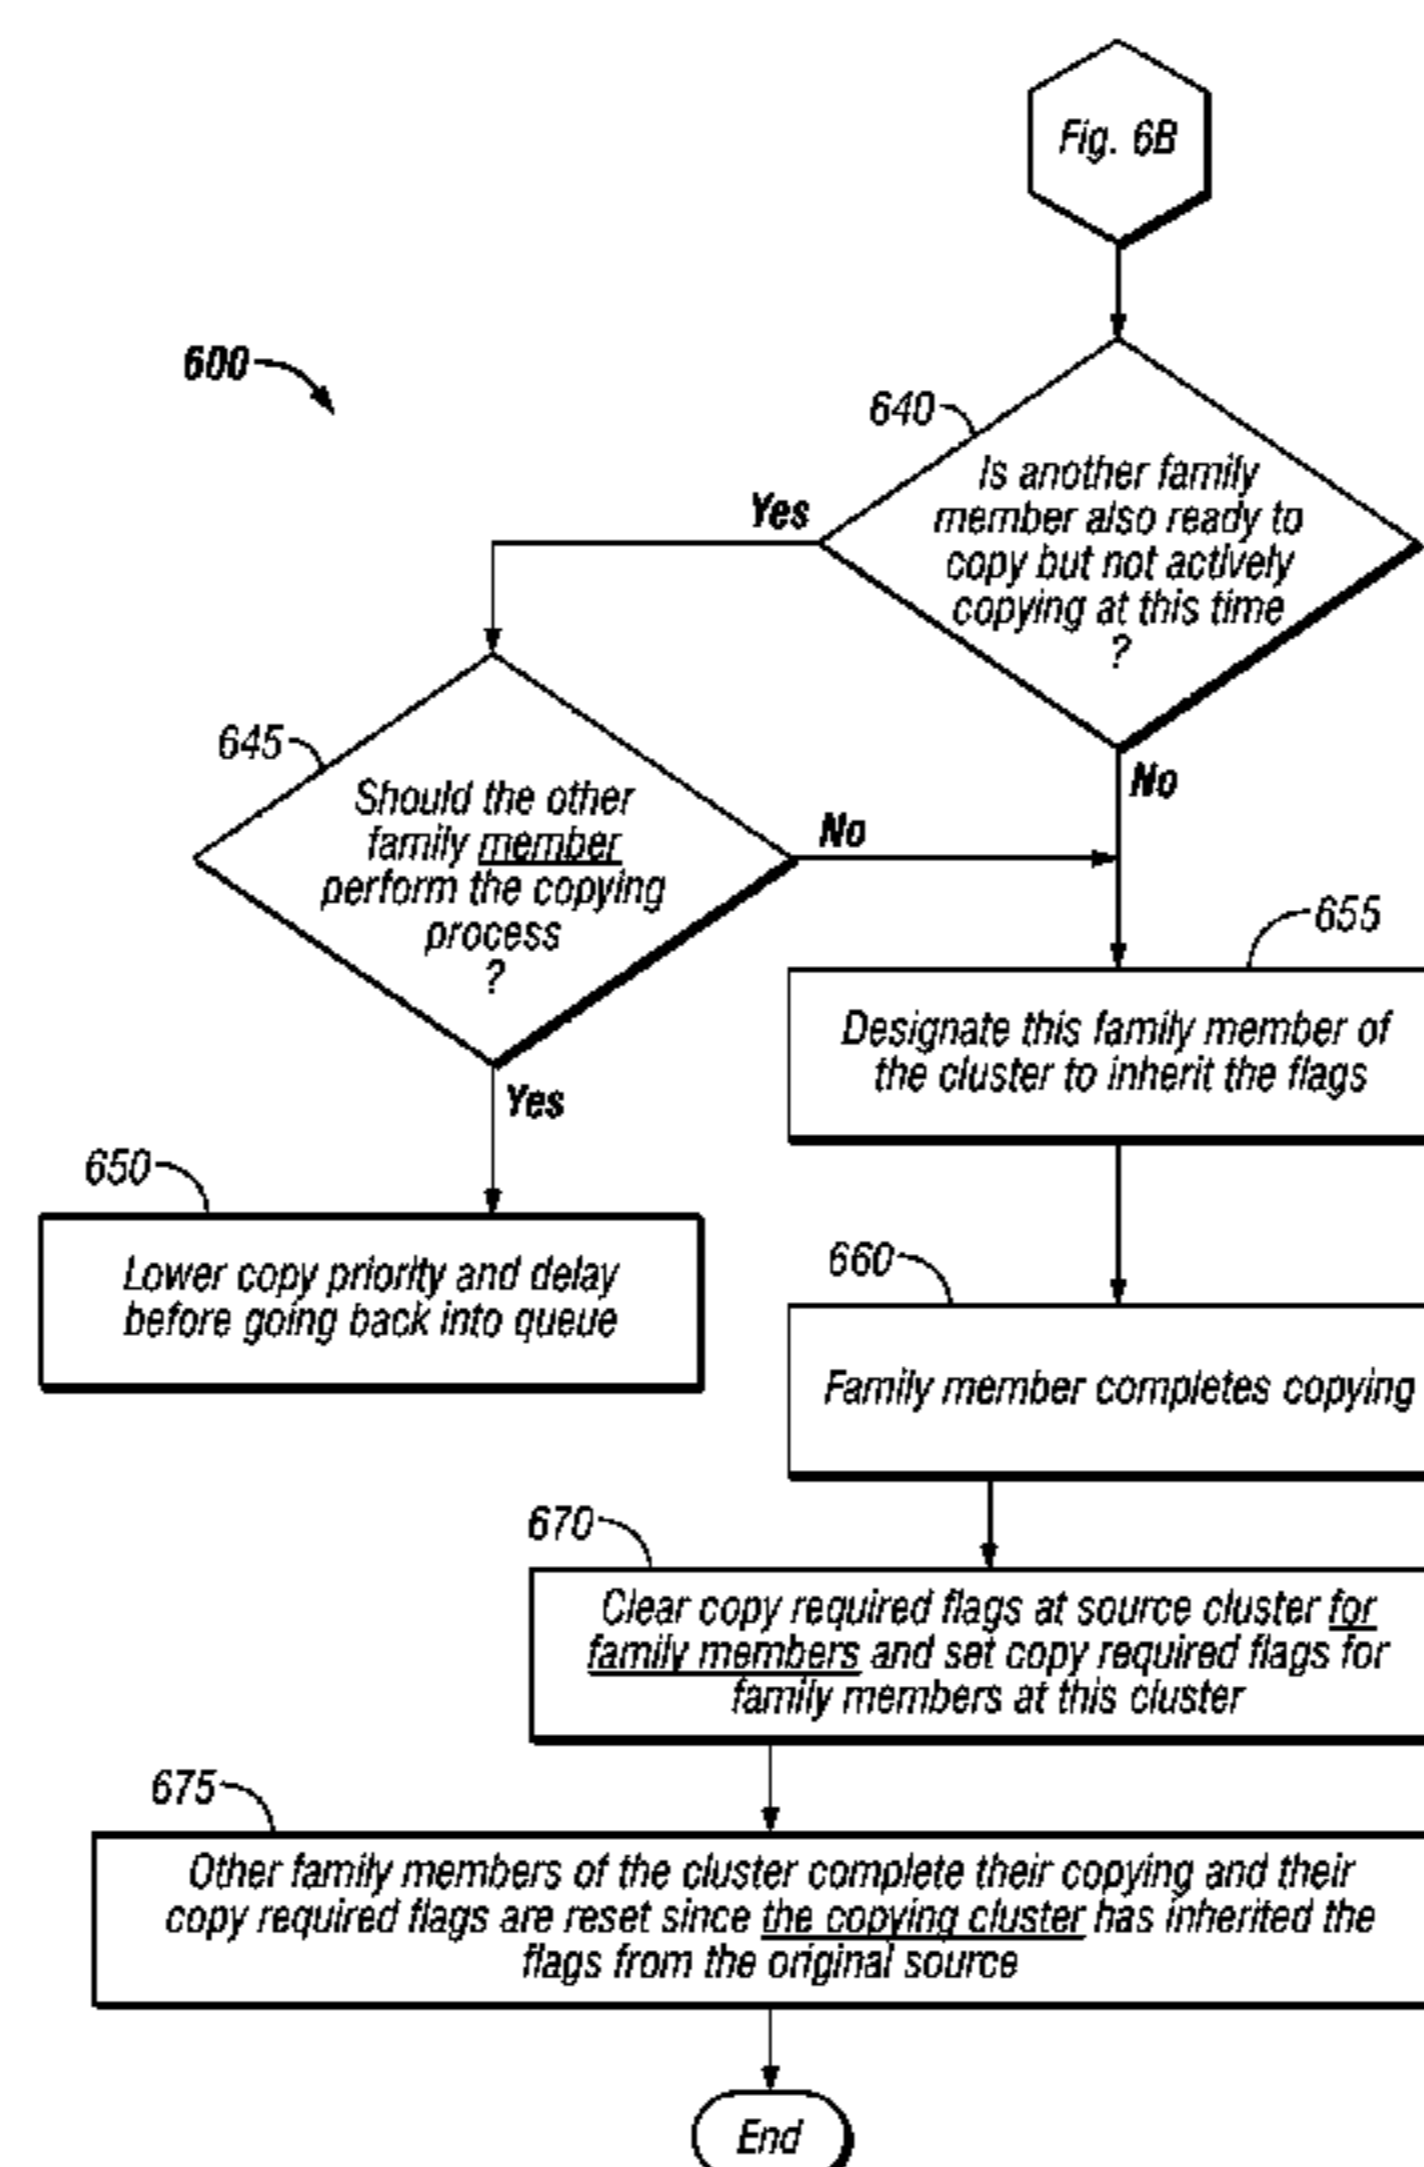 Fig. 6B
600
640
Is another family
member also ready to
copy but not actively
copying at this time
?
Yes
No
645
Should the other
family member
perform the copying
process
?
No
Yes
655
Designate this family member of
the cluster to inherit the flags
650
Lower copy priority and delay
before going back into queue
660
Family member completes copying
670
Clear copy required flags at source cluster for
family members and set copy required flags for
family members at this cluster
675
Other family members of the cluster complete their copying and their
copy required flags are reset since the copying cluster has inherited the
flags from the original source
End